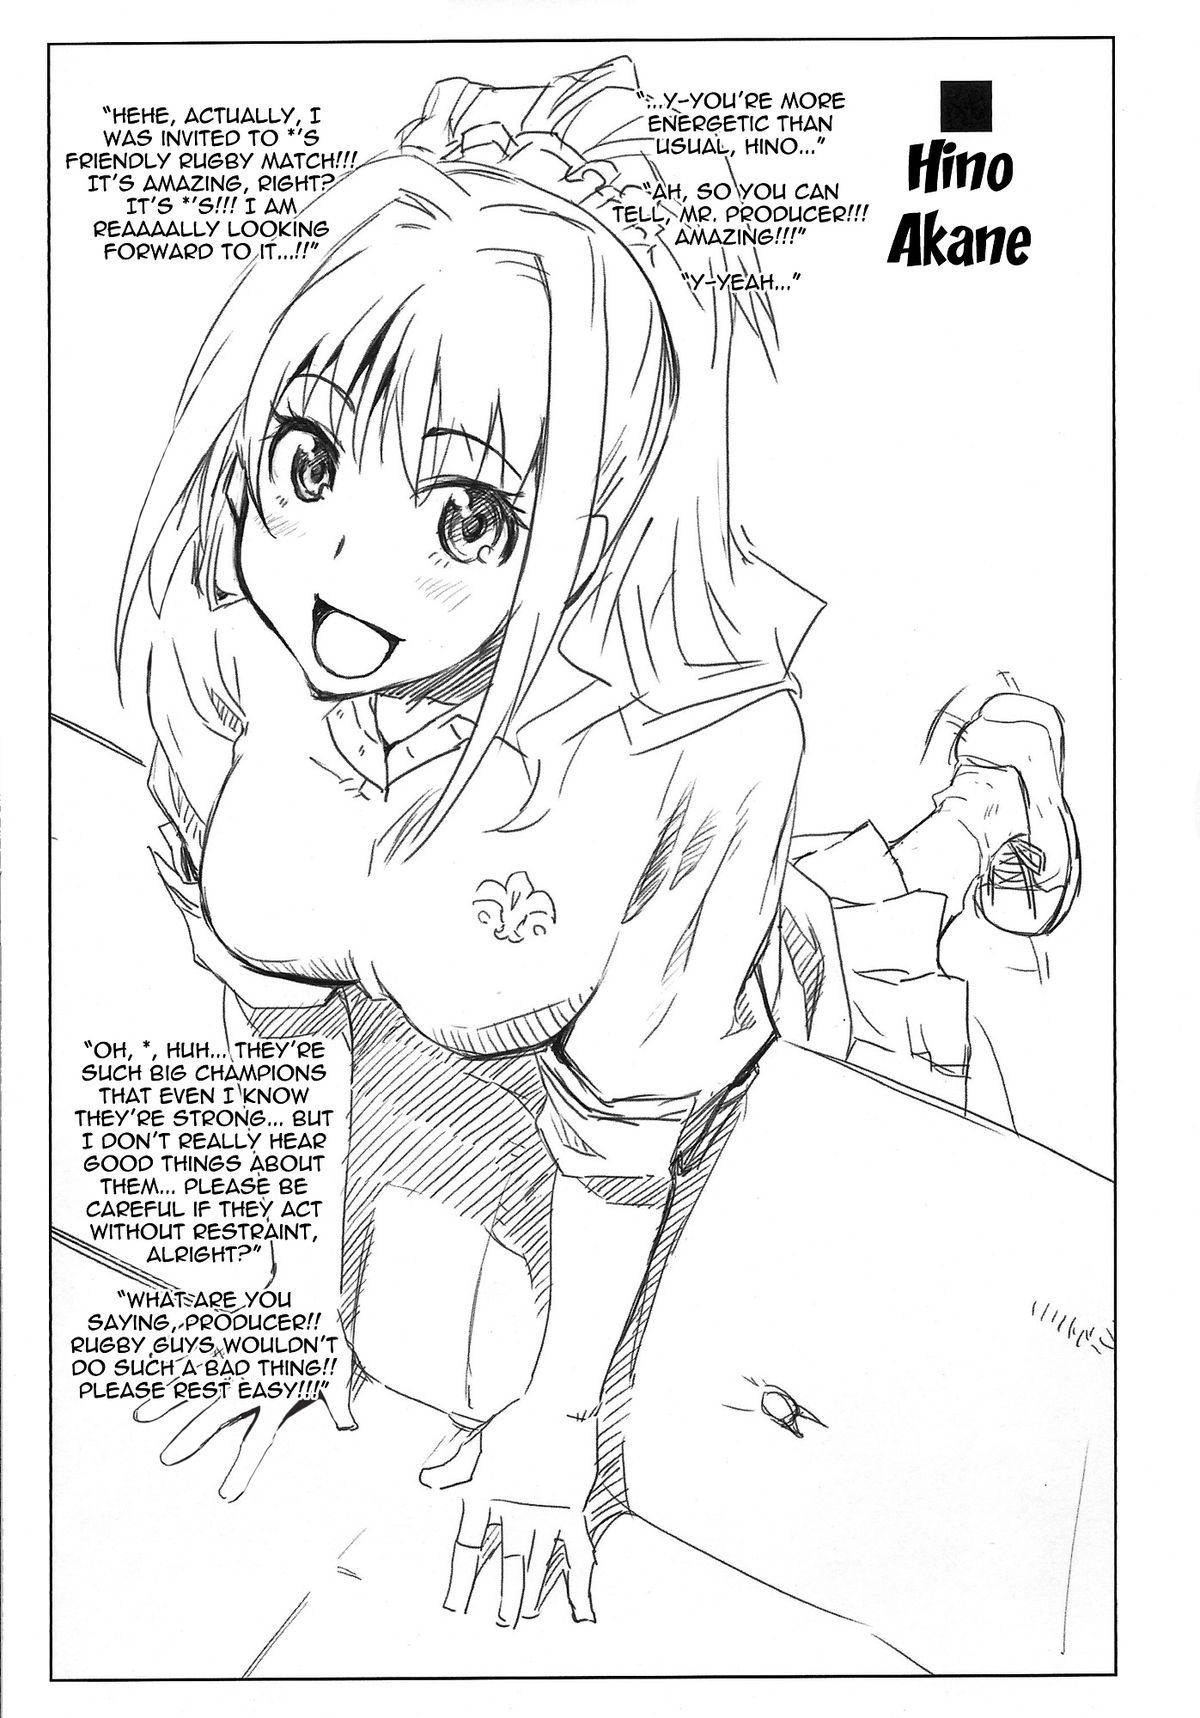 Hino
Akane
"...Y-YOU'RE MORE
ENERGETIC THAN
USUAL, HINO..."
"AH, SO YOU CAN
TELL, MR. PRODUCER!!!
AMAZING!!!"
"Y-YEAH..."
"HEHE, ACTUALLY, I
WAS INVITED TO *'S
FRIENDLY RUGBY MATCH!!!
IT'S AMAZING, RIGHT?
IT'S *'S!!! I AM
REAAAALLY LOOKING
FORWARD TO IT...!!"
"OH, *, HUH... THEY'RE
SUCH BIG CHAMPIONS
THAT EVEN I KNOW
THEY'RE STRONG... BUT
I DON'T REALLY HEAR
GOOD THINGS ABOUT
THEM... PLEASE BE
CAREFUL IF THEY ACT
WITHOUT RESTRAINT,
ALRIGHT?"
"WHAT ARE YOU
SAYING, PRODUCER!!
RUGBY GUYS WOULDN'T
DO SUCH A BAD THING!!
PLEASE REST EASY!!!"